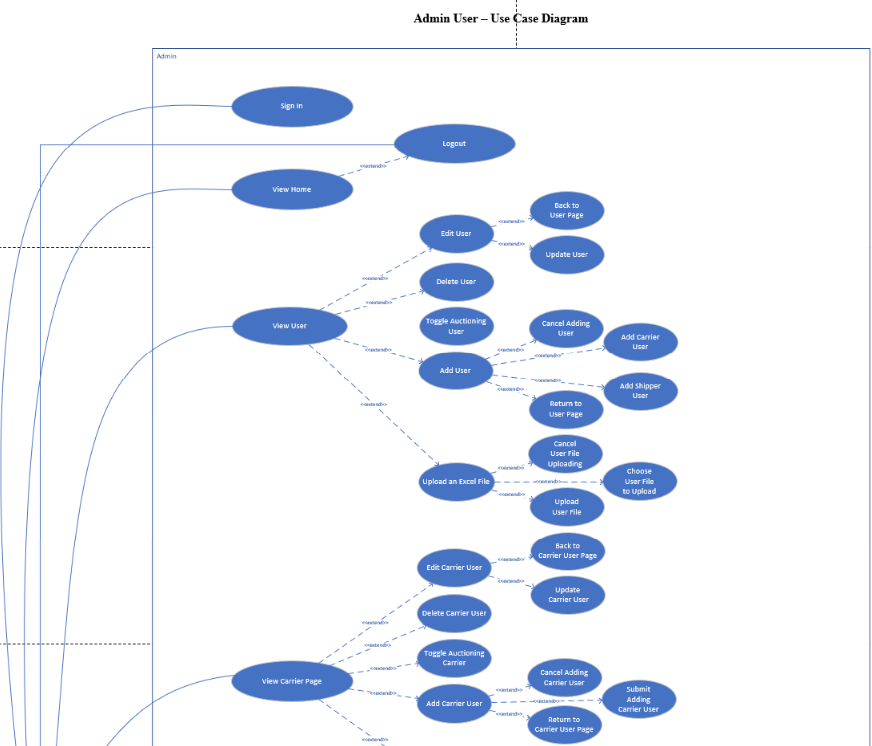 Admin User – Use Case Diagram
Admin
Sign In
Logout
<<extend>>
View Home
Back to
User Page
<<extend>>
Edit User
<<extend>>
Update User
<<extend>>
Delete User
<<extend>>
View User
Toggle Auctioning
User
Cancel Adding
User
Add Carrier
User
<<extend>>
<<extend>>
<<extend>>
Add User
<<extend>>
<<extend>>
Add Shipper
User
Return to
User Page
<<extend>>
Cancel
User File
Uploading
<<extend>>
Upload an Excel File
<<extend>>
Choose
User File
to Upload
<<extend>>
Upload
User File
Back to
Carrier User Page
<<extend>>
Edit Carrier User
<<extend>>
Update
Carrier User
<<extend>>
Delete Carrier User
<<extend>>
Toggle Auctioning
Carrier
<<extend>>
View Carrier Page
Cancel Adding
Carrier User
<<extend>>
<<extend>>
Add Carrier User
<<extend>>
Submit
Adding
Carrier User
<<extend>>
Return to
Carrier User Page
<<extend>>